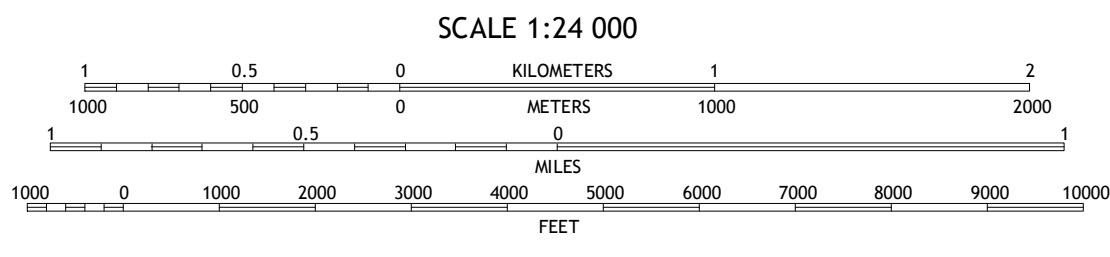 SCALE 1:24 000
1 0.5 0 KILOMETERS 1 2
1000 500 0 METERS 1000 2000
1 0.5 0 1
MILES
1000 0 1000 2000 3000 4000 5000 6000 7000 8000 9000 10000
FEET